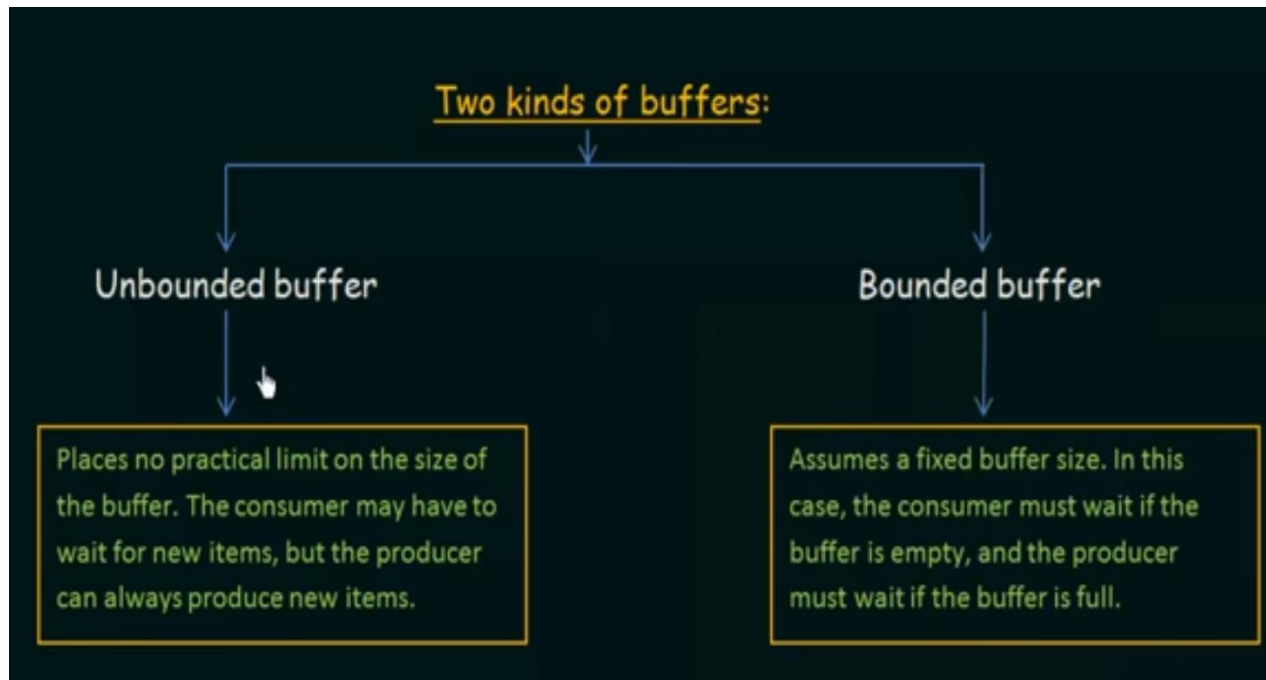 Two kinds of buffers:
Unbounded buffer
Bounded buffer
Places no practical limit on the size of
the buffer. The consumer may have to
wait for new items, but the producer
can always produce new items.
Assumes a fixed buffer size. In this
case, the consumer must wait if the
buffer is empty, and the producer
must wait if the buffer is full.